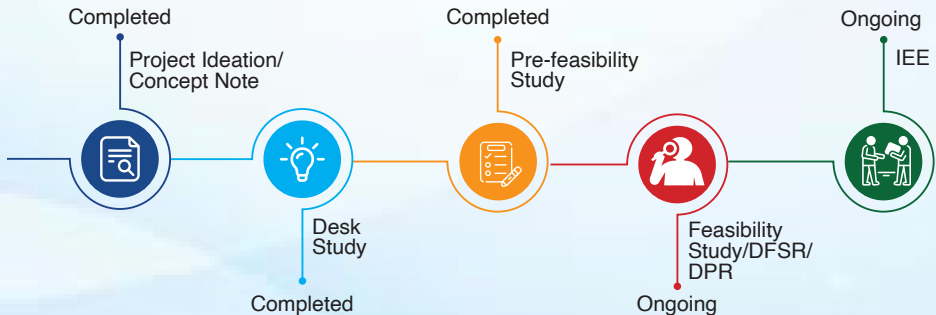 Completed
Project Ideation/
Concept Note
Desk
Study
Completed
Completed
Pre-feasibility
Study
Feasibility
Study/DFSR/
DPR
Ongoing
Ongoing
IEE